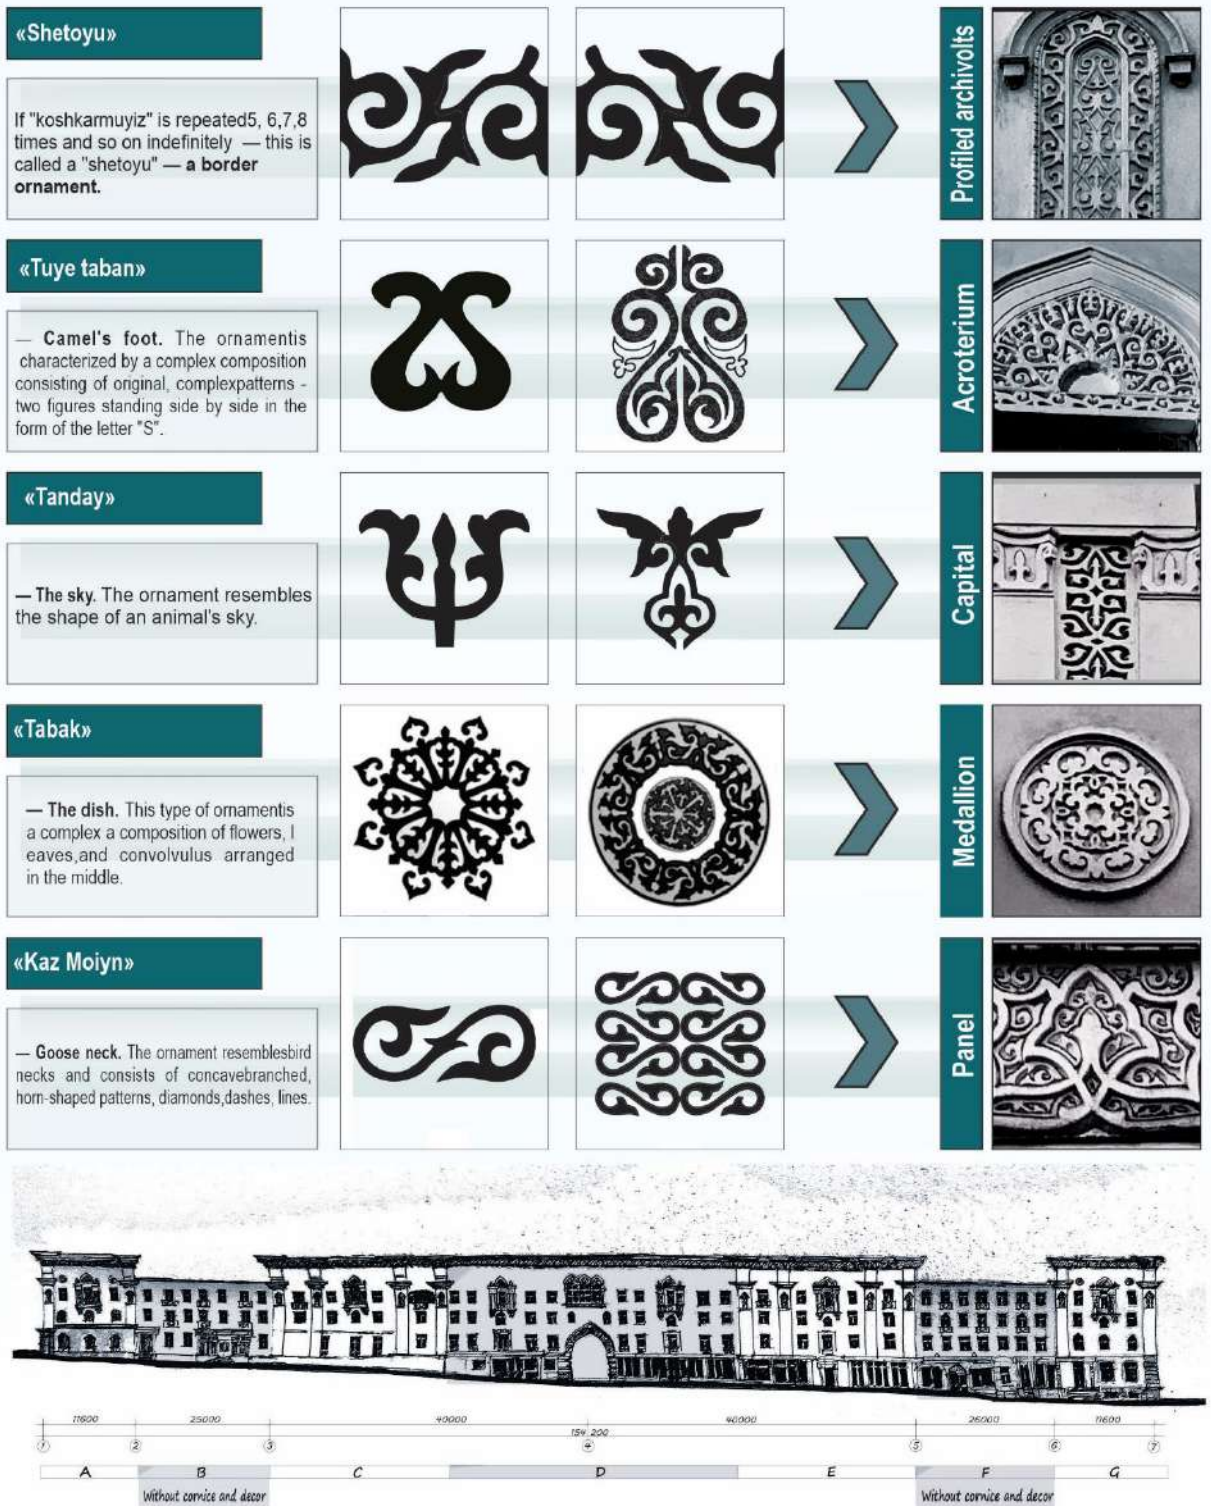 «Shetoyu»
If "koshkarmuyiz" is repeated5, 6,7,8
times and so on indefinitely — this is
called a "shetoyu" — a border
ornament.
Profiled archivolts
«Tuye taban»
— Camel's foot. The ornamentis
characterized by a complex composition
consisting of original, complexpatterns -
two figures standing side by side in the
form of the letter "S".
Acroterium
«Tanday»
— The sky. The ornament resembles
the shape of an animal's sky.
Capital
«Tabak»
— The dish. This type of ornamentis
a complex a composition of flowers, l
eaves,and convolvulus arranged
in the middle.
Medallion
«Kaz Moiyn»
— Goose neck. The ornament resemblesbird
necks and consists of concavebranched,
horn-shaped patterns, diamonds,dashes, lines.
Panel
11600 25000 40000 40000 26000 11600
154 200
1 2 3 4 5 6 7
A B C D E F G
Without cornice and decor Without cornice and decor